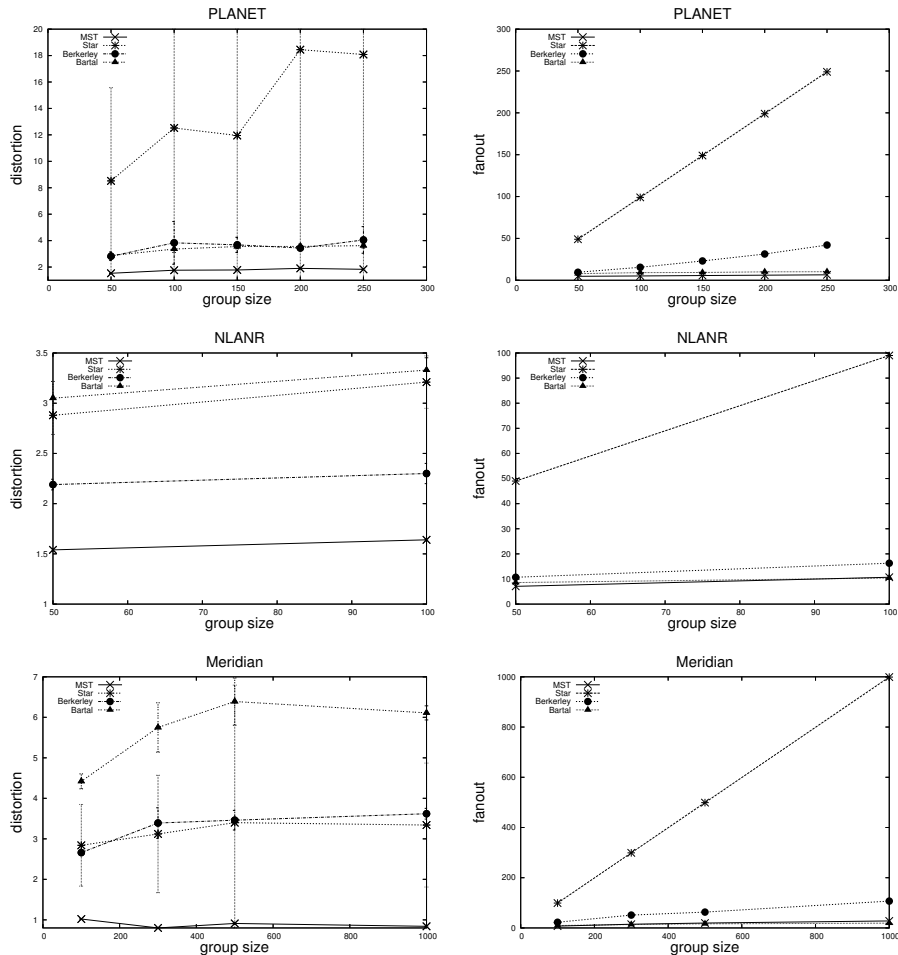 PLANET
20
18
16
14
12
10
8
6
4
2
0 50 100 150 200 250 300
distortion
group size
MST
Star
Berkerley
Bartal
PLANET
300
250
200
150
100
50
0
0 50 100 150 200 250 300
fanout
group size
MST
Star
Berkerley
Bartal
NLANR
3.5
3
2.5
2
1.5
1
50 60 70 80 90 100
distortion
group size
MST
Star
Berkerley
Bartal
NLANR
100
90
80
70
60
50
40
30
20
10
0
50 60 70 80 90 100
fanout
group size
MST
Star
Berkerley
Bartal
Meridian
7
6
5
4
3
2
1
0 200 400 600 800 1000
distortion
group size
MST
Star
Berkerley
Bartal
Meridian
1000
800
600
400
200
0
0 200 400 600 800 1000
fanout
group size
MST
Star
Berkerley
Bartal